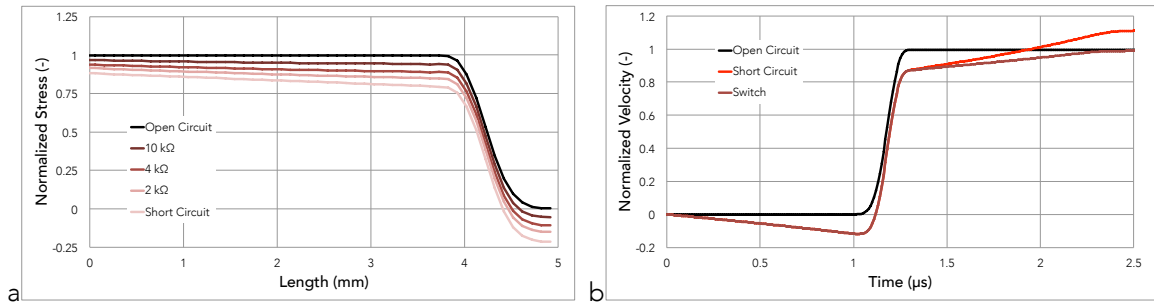 1.25
1
0.75
0.5
0.25
0
-0.25
Normalized Stress (-)
Open Circuit
10 kΩ
4 kΩ
2 kΩ
Short Circuit
0
1
2
3
4
5
Length (mm)
a
1.4
1.2
1
0.8
0.6
0.4
0.2
0
-0.2
Normalized Velocity (-)
Open Circuit
Short Circuit
Switch
0
0.5
1
1.5
2
2.5
Time (μs)
b